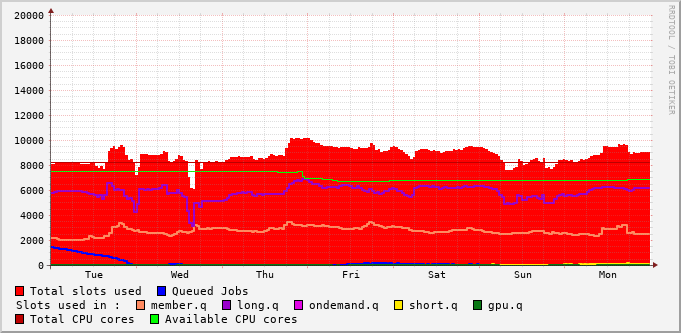 20000
18000
16000
14000
12000
10000
8000
6000
4000
2000
0
Tue Wed Thu Fri Sat Sun Mon
RRDTOOL / TOBI OETIKER
Total slots used Queued Jobs
Slots used in : member.q long.q ondemand.q short.q gpu.q
Total CPU cores Available CPU cores